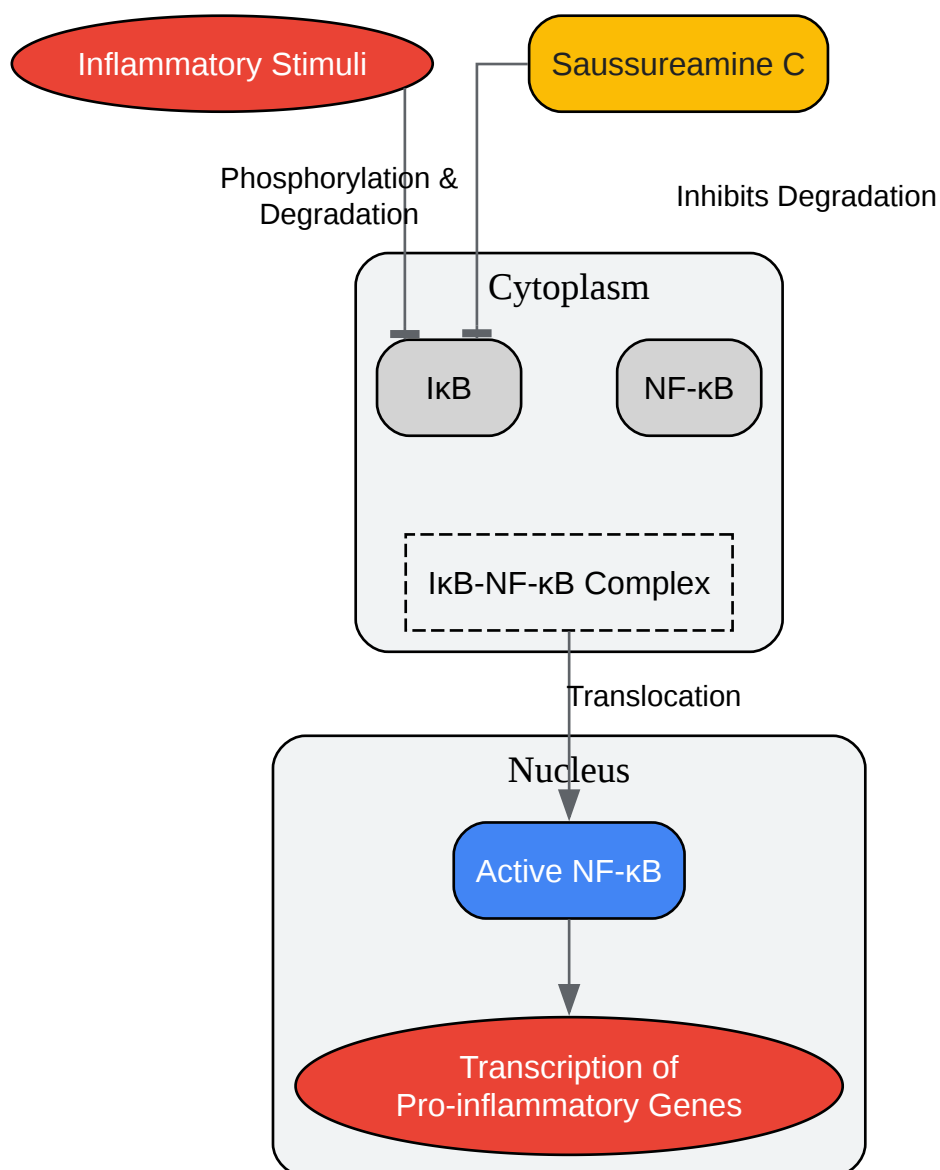 Inflammatory Stimuli
Saussureamine C
Phosphorylation &
Degradation
Inhibits Degradation
Cytoplasm
IκB
NF-κB
IκB-NF-κB Complex
Translocation
Nucleus
Active NF-κB
Transcription of
Pro-inflammatory Genes